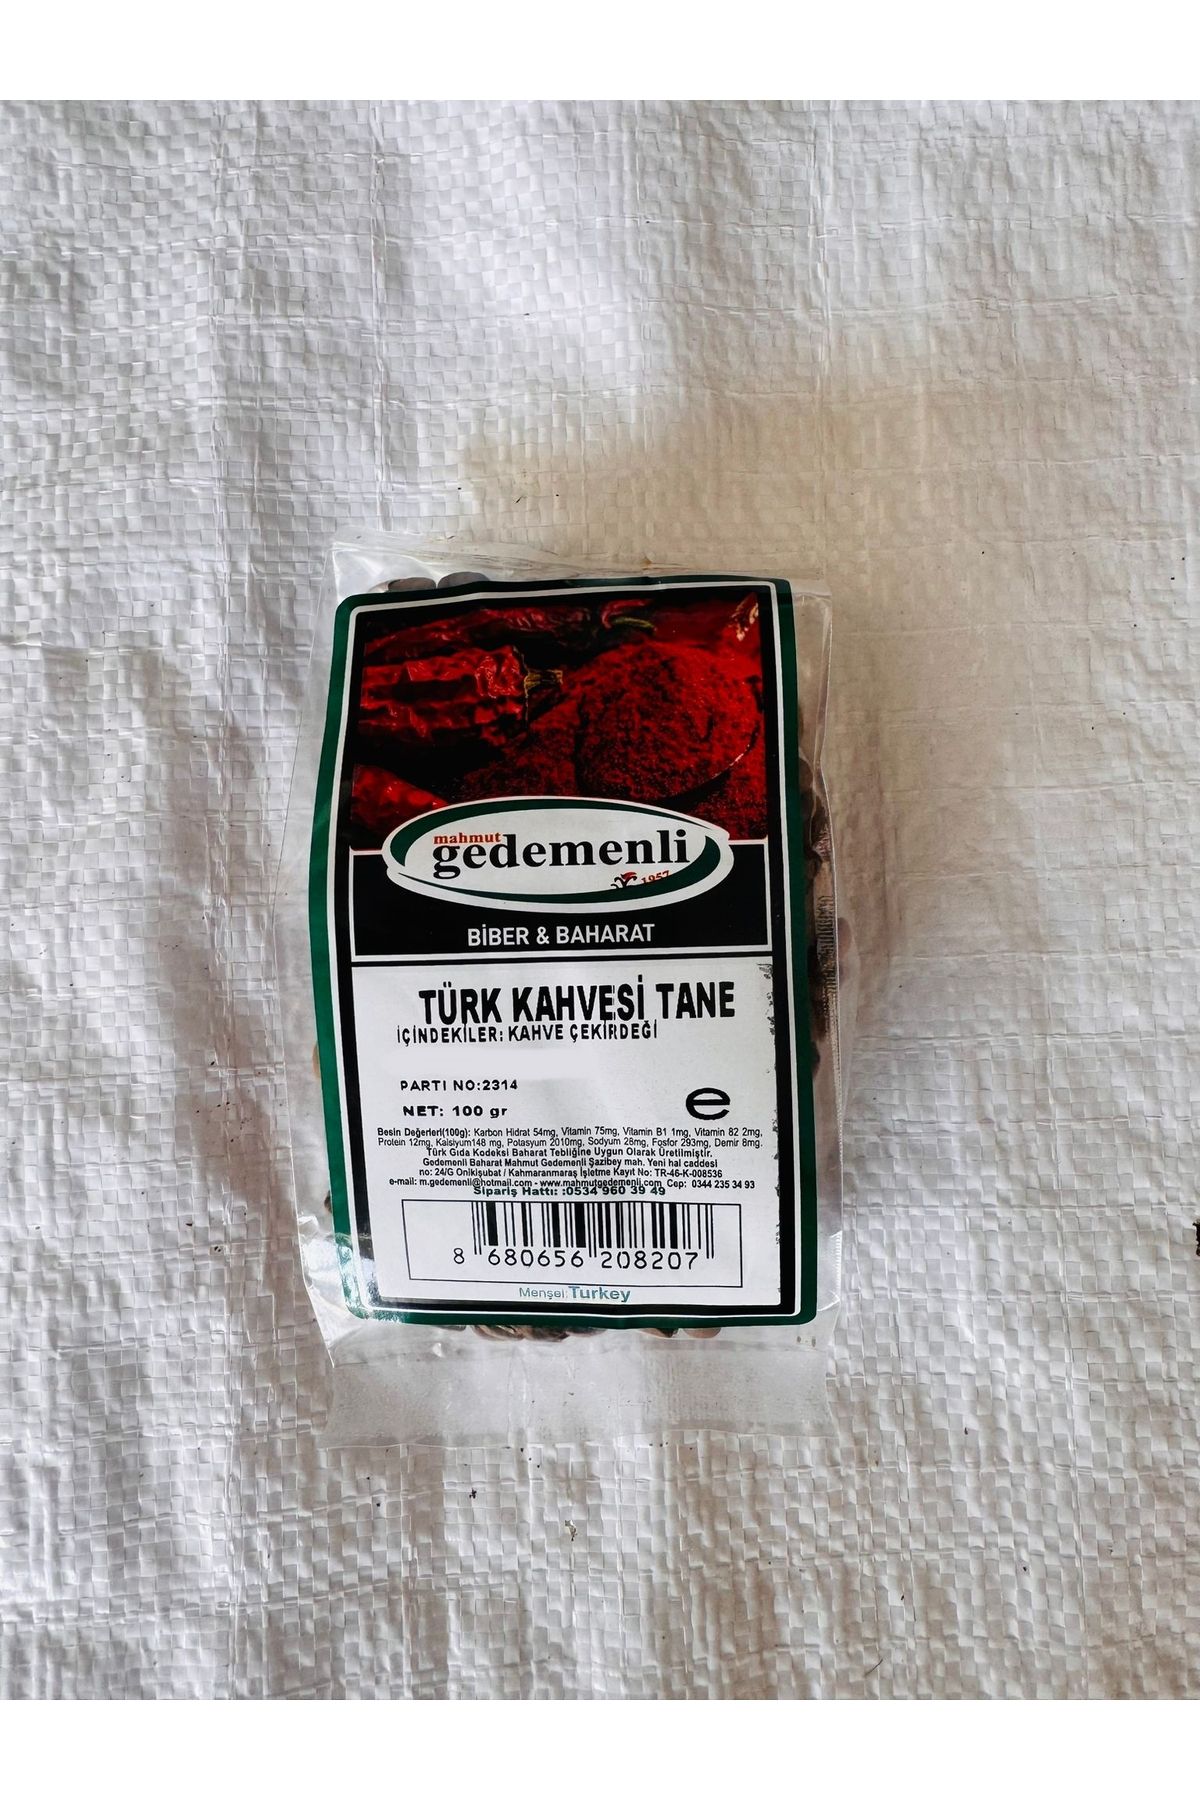 mahmut
gedemenli
1957
BİBER & BAHARAT
TÜRK KAHVESİ TANE
İÇİNDEKİLER: KAHVE ÇEKİRDEĞİ
PARTI NO:2314
NET: 100 gr e
Besin Değerleri(100g): Karbon Hidrat 54mg, Vitamin 75mg, Vitamin B1 1mg, Vitamin 82 2mg,
Protein 12mg, Kalsiyum148 mg, Potasyum 2010mg, Sodyum 26mg, Fosfor 293mg, Demir 8mg.
Türk Gıda Kodeksi Baharat Tebliğine Uygun Olarak Üretilmiştir.
Gedemenli Baharat Mahmut Gedemenli Şazibey mah. Yeni hal caddesi
no: 24/G Onikişubat / Kahmaranmaraş İşletme Kayıt No: TR-46-K-008536
e-mail: m.gedemenli@hotmail.com - www.mahmutgedemenli.com Cep: 0344 235 34 93
Sipariş Hattı: :0534 960 39 49
8 680656 208207
Menşei:Turkey